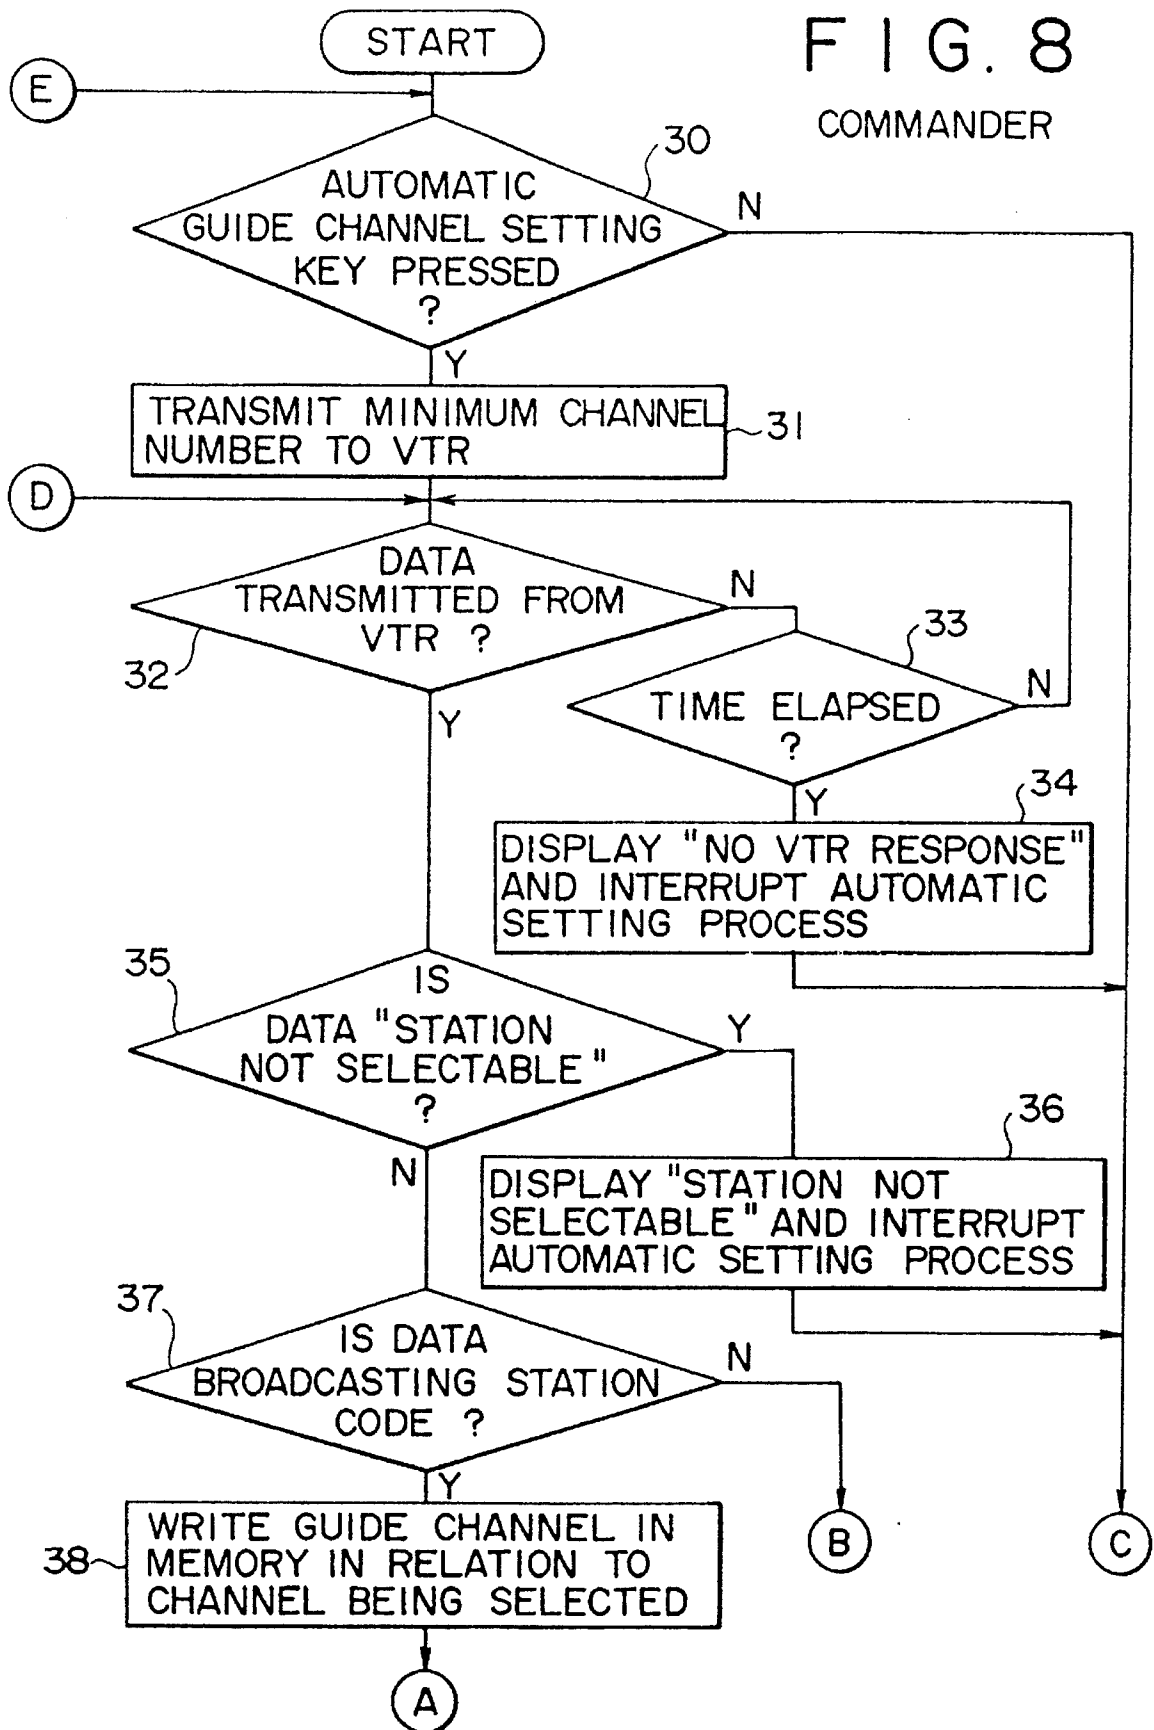 START
FIG. 8
COMMANDER
E
30
AUTOMATIC
GUIDE CHANNEL SETTING
KEY PRESSED
?
N
Y
TRANSMIT MINIMUM CHANNEL
NUMBER TO VTR
31
D
DATA
TRANSMITTED FROM
VTR ?
N
32
Y
33
TIME ELAPSED
?
N
Y
34
DISPLAY "NO VTR RESPONSE"
AND INTERRUPT AUTOMATIC
SETTING PROCESS
35
IS
DATA "STATION
NOT SELECTABLE"
?
Y
N
36
DISPLAY "STATION NOT
SELECTABLE" AND INTERRUPT
AUTOMATIC SETTING PROCESS
37
IS DATA
BROADCASTING STATION
CODE ?
N
Y
38
WRITE GUIDE CHANNEL IN
MEMORY IN RELATION TO
CHANNEL BEING SELECTED
B
C
A